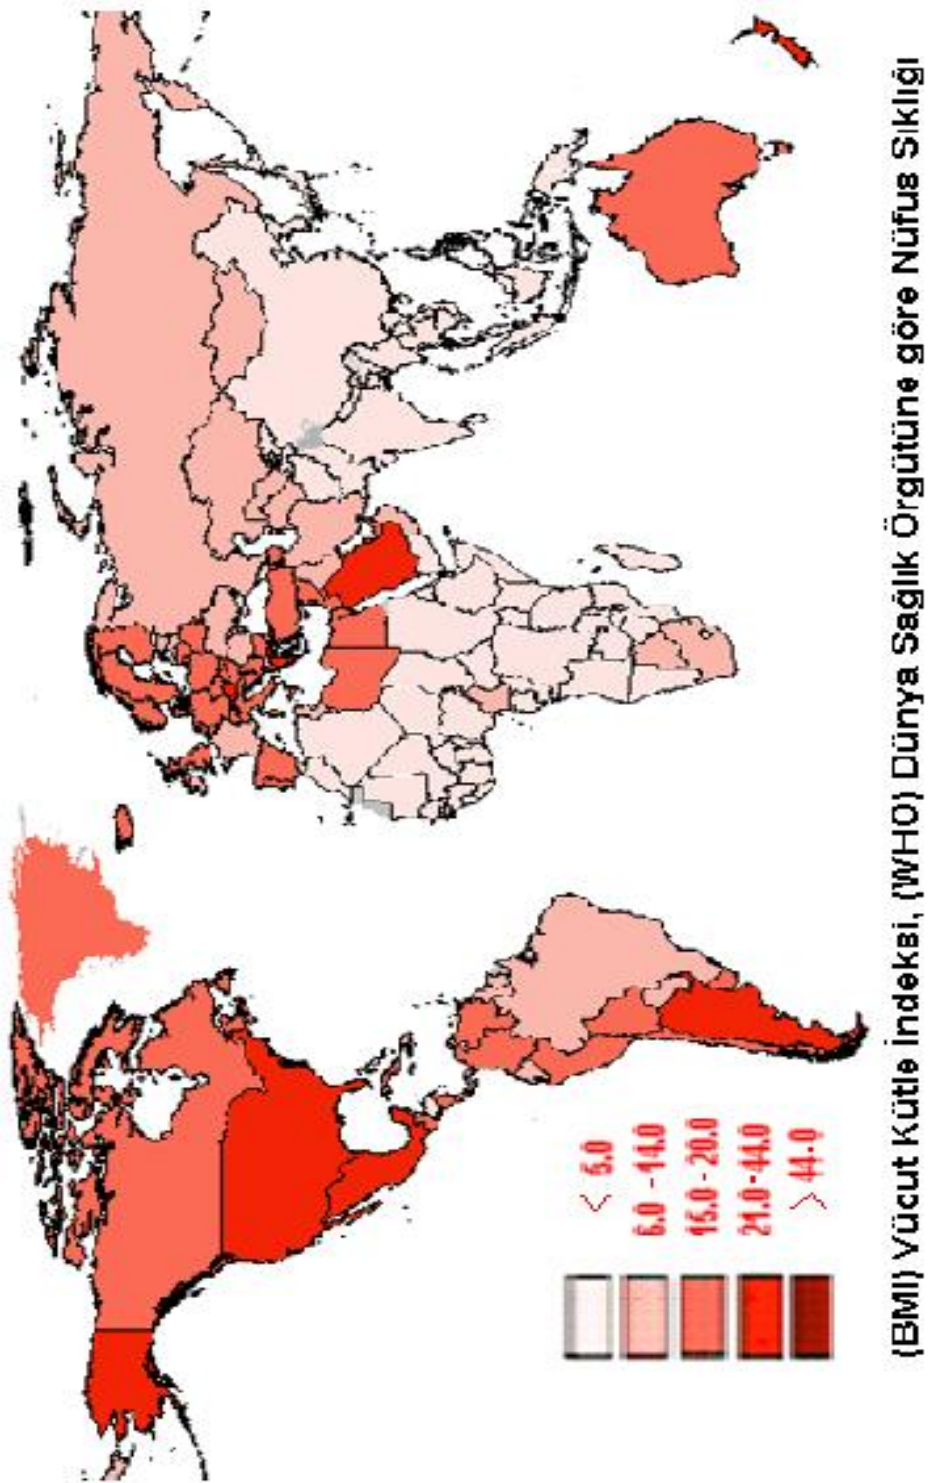 < 5.0
5.0 -14.0
15.0 - 20.0
21.0-44.0
> 44.0
(BMI) Vücut Kütle İndeksi, (WHO) Dünya Sağlık Örgütüne göre Nüfus Sıklığı